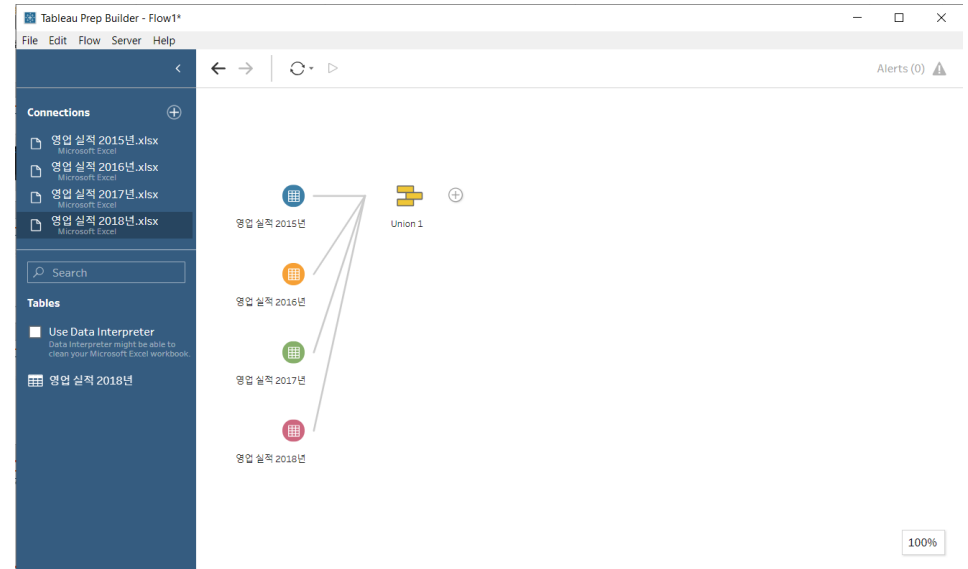 Tableau Prep Builder - Flow1*
File Edit Flow Server Help
Alerts (0)
Connections
영업 실적 2015년.xlsx
Microsoft Excel
영업 실적 2016년.xlsx
Microsoft Excel
영업 실적 2017년.xlsx
Microsoft Excel
영업 실적 2018년.xlsx
Microsoft Excel
Search
Tables
Use Data Interpreter
Data Interpreter might be able to
clean your Microsoft Excel workbook.
영업 실적 2018년
영업 실적 2015년
Union 1
영업 실적 2016년
영업 실적 2017년
영업 실적 2018년
100%